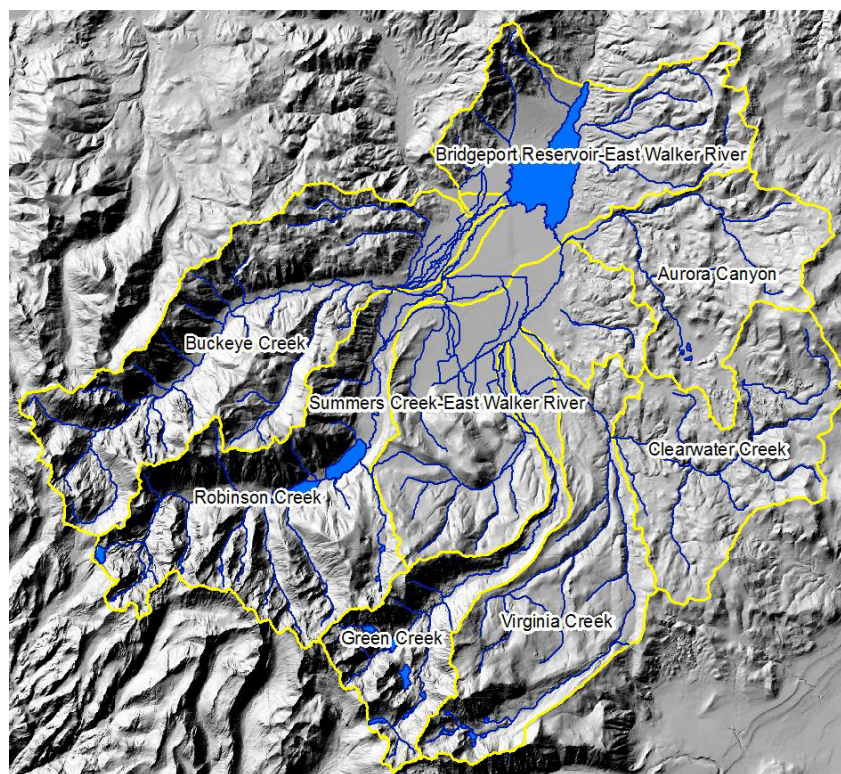 Bridgeport Reservoir-East Walker River
Aurora Canyon
Buckeye Creek
Summers Creek-East Walker River
Clearwater Creek
Robinson Creek
Virginia Creek
Green Creek